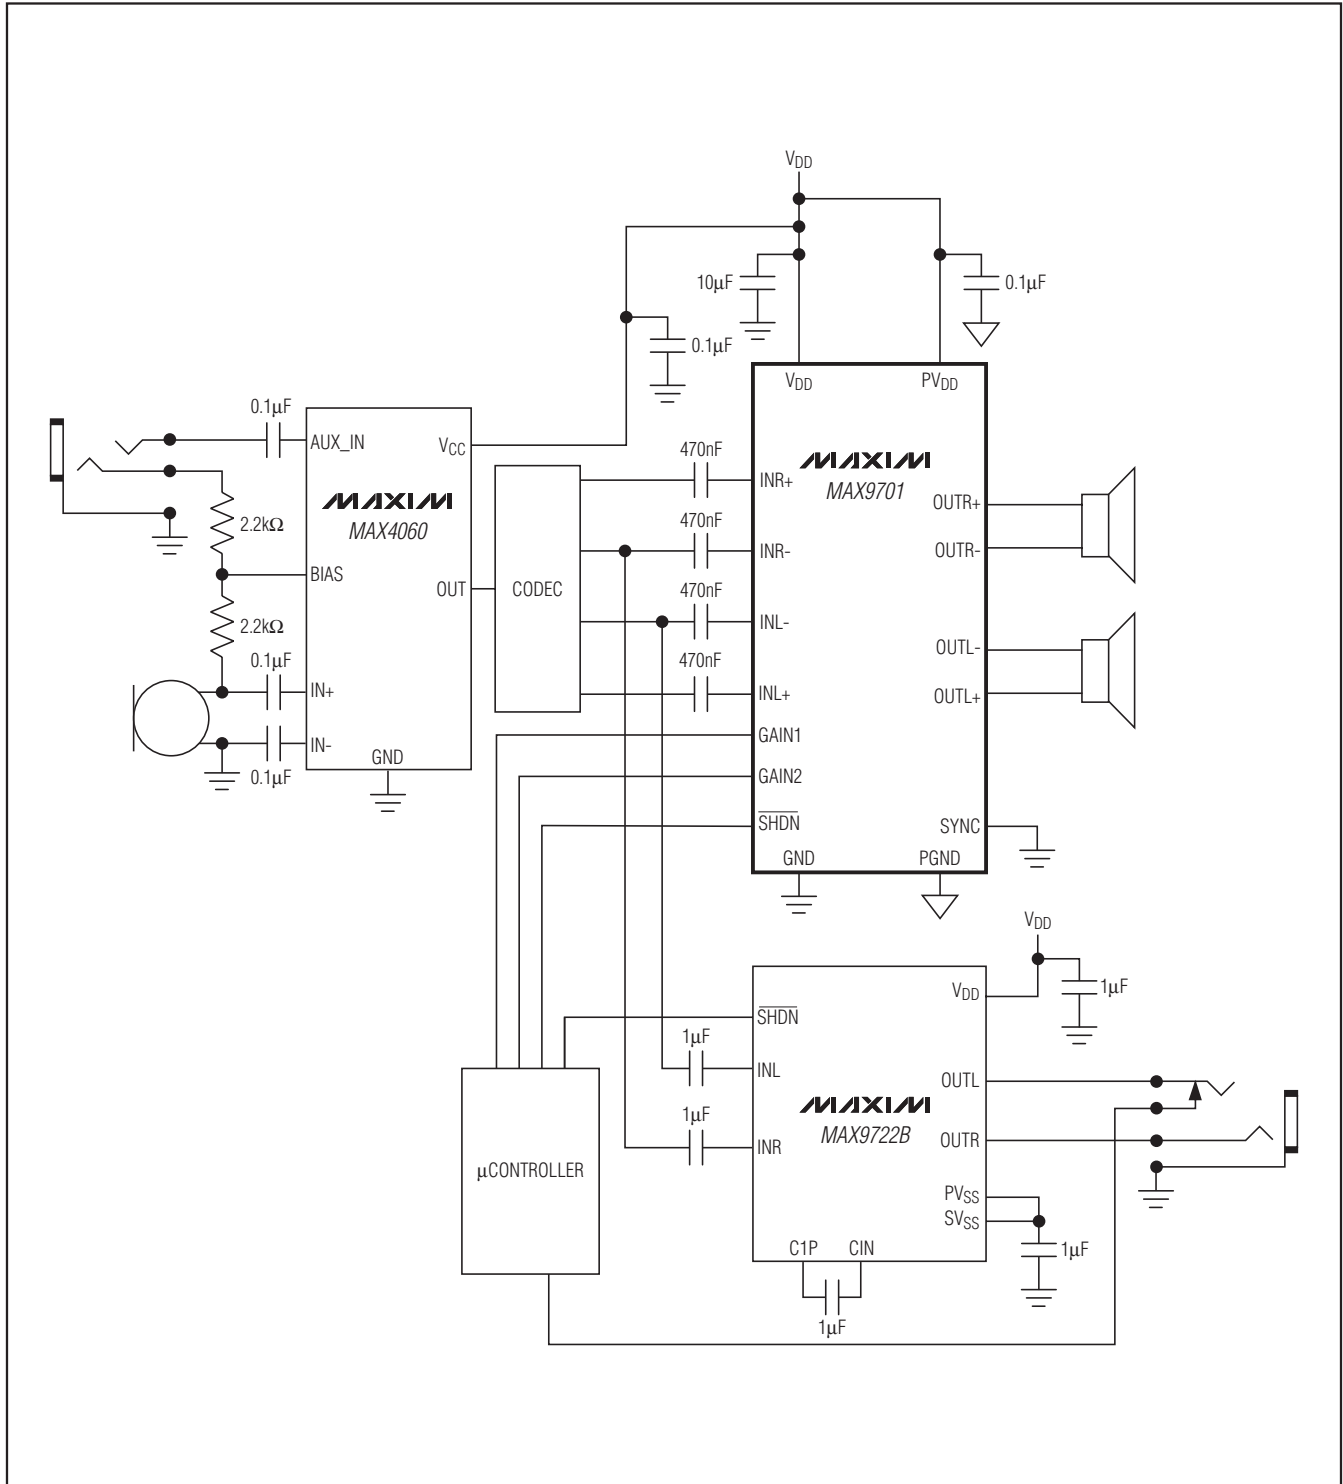 VDD
10µF
0.1µF
0.1µF
VDD
PVDD
0.1µF
AUX_IN
VCC
MAXIM
MAX4060
2.2kΩ
BIAS
OUT
2.2kΩ
0.1µF
IN+
IN-
0.1µF
GND
CODEC
470nF
INR+
470nF
INR-
470nF
INL-
470nF
INL+
MAXIM
MAX9701
OUTR+
OUTR-
OUTL-
OUTL+
GAIN1
GAIN2
SHDN
SYNC
GND
PGND
VDD
VDD
1µF
SHDN
1µF
INL
OUTL
MAXIM
MAX9722B
1µF
INR
OUTR
µCONTROLLER
PVSS
SVSS
1µF
C1P
CIN
1µF